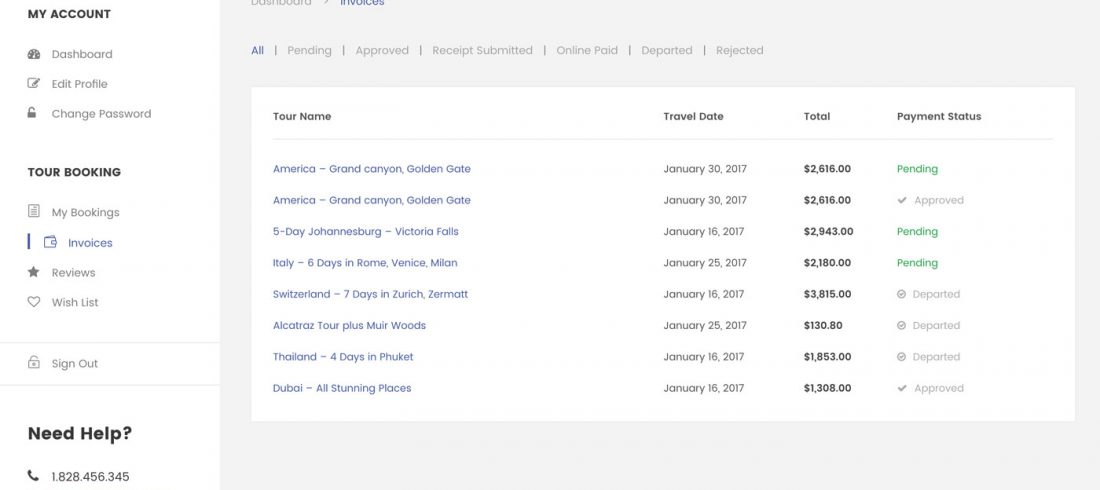 Dashboard > Invoices
MY ACCOUNT
Dashboard
Edit Profile
Change Password
TOUR BOOKING
My Bookings
Invoices
Reviews
Wish List
Sign Out
Need Help?
1.828.456.345
All | Pending | Approved | Receipt Submitted | Online Paid | Departed | Rejected
Tour Name Travel Date Total Payment Status
America – Grand canyon, Golden Gate January 30, 2017 $2,616.00 Pending
America – Grand canyon, Golden Gate January 30, 2017 $2,616.00 Approved
5-Day Johannesburg – Victoria Falls January 16, 2017 $2,943.00 Pending
Italy – 6 Days in Rome, Venice, Milan January 25, 2017 $2,180.00 Pending
Switzerland – 7 Days in Zurich, Zermatt January 16, 2017 $3,815.00 Departed
Alcatraz Tour plus Muir Woods January 25, 2017 $130.80 Departed
Thailand – 4 Days in Phuket January 16, 2017 $1,853.00 Departed
Dubai – All Stunning Places January 16, 2017 $1,308.00 Approved